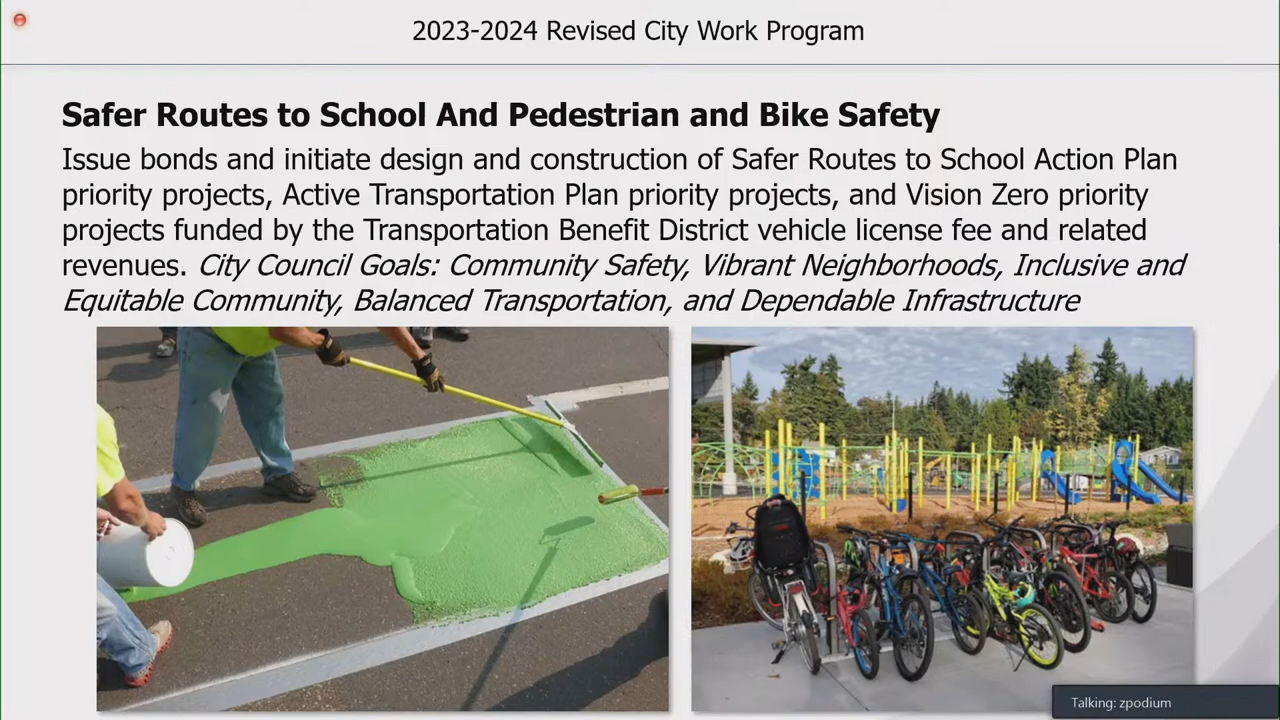 2023-2024 Revised City Work Program
Safer Routes to School And Pedestrian and Bike Safety
Issue bonds and initiate design and construction of Safer Routes to School Action Plan
priority projects, Active Transportation Plan priority projects, and Vision Zero priority
projects funded by the Transportation Benefit District vehicle license fee and related
revenues. City Council Goals: Community Safety, Vibrant Neighborhoods, Inclusive and
Equitable Community, Balanced Transportation, and Dependable Infrastructure
Talking: zpodium